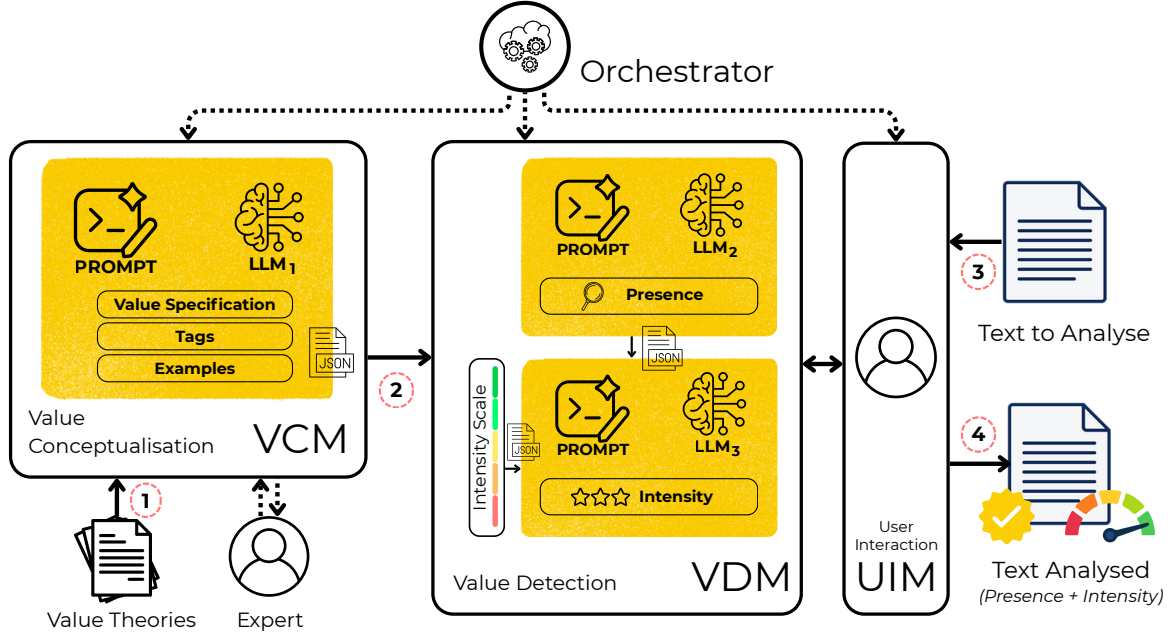 Orchestrator
PROMPT
LLM1
Value Specification
Tags
Examples
JSON
Value
Conceptualisation
VCM
1
Value Theories
Expert
2
PROMPT
LLM2
Presence
JSON
Intensity Scale
JSON
PROMPT
LLM3
Intensity
Value Detection
VDM
User
Interaction
UIM
3
Text to Analyse
4
Text Analysed
(Presence + Intensity)